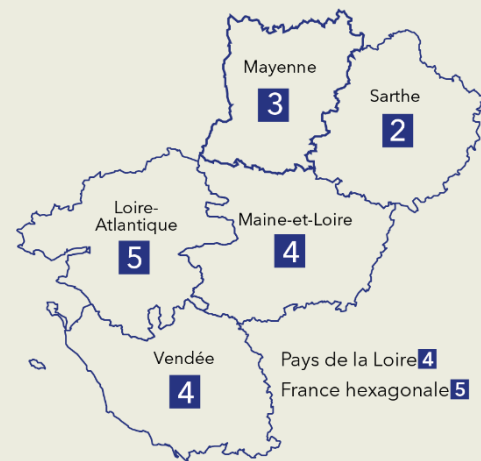 Mayenne
3
Sarthe
2
Loire-
Atlantique
5
Maine-et-Loire
4
Vendée
4
Pays de la Loire 4
France hexagonale 5